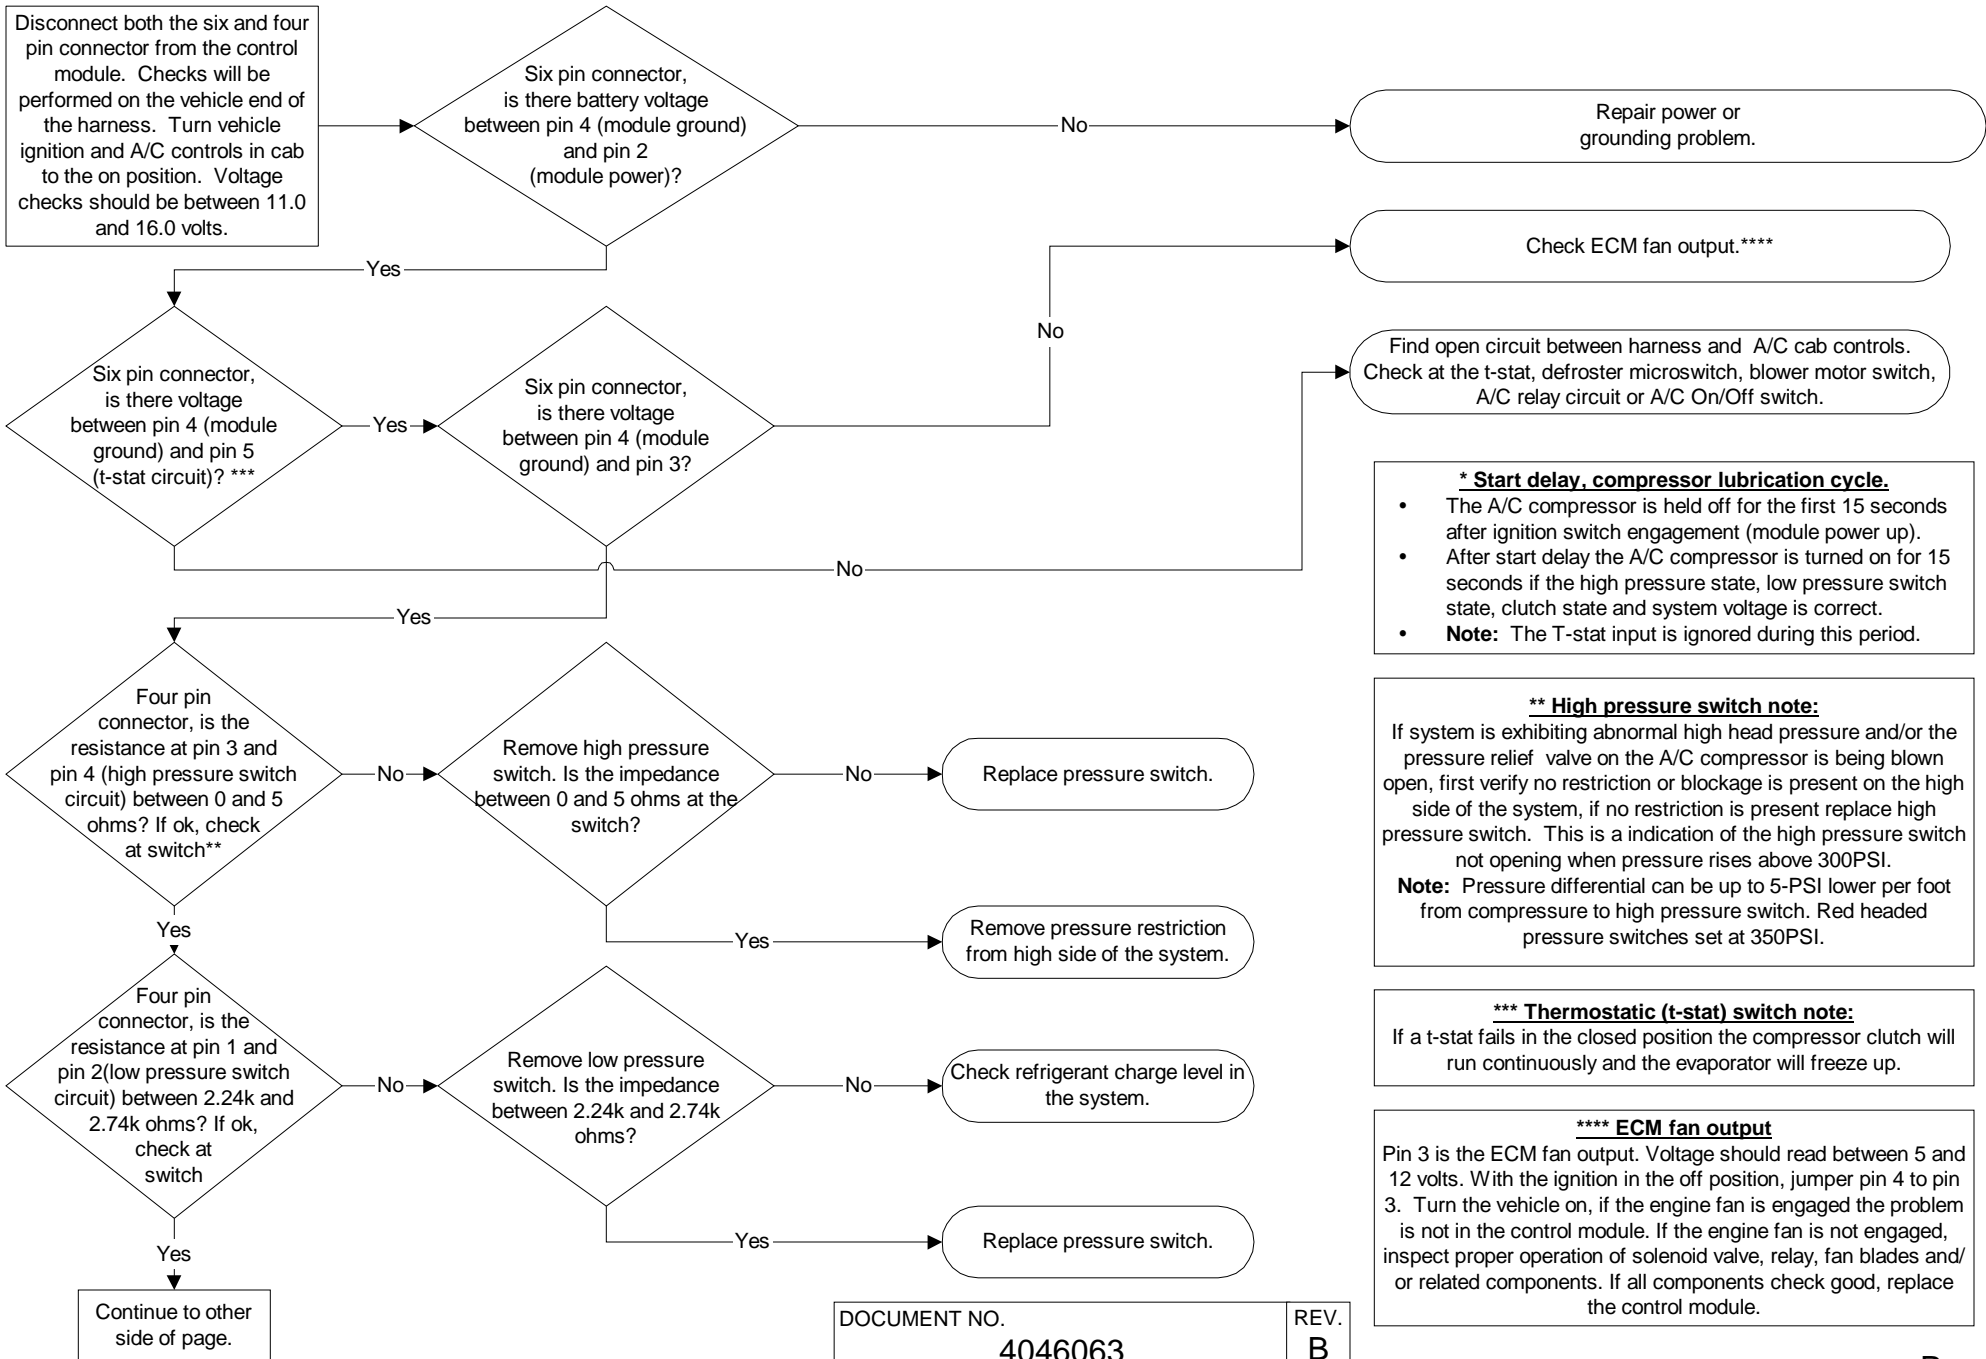 Disconnect both the six and four
pin connector from the control
module. Checks will be
performed on the vehicle end of
the harness. Turn vehicle
ignition and A/C controls in cab
to the on position. Voltage
checks should be between 11.0
and 16.0 volts.
Six pin connector,
is there battery voltage
between pin 4 (module ground)
and pin 2
(module power)?
No
Repair power or
grounding problem.
Yes
Check ECM fan output.****
No
Six pin connector,
is there voltage
between pin 4 (module
ground) and pin 5
(t-stat circuit)? ***
Yes
Six pin connector,
is there voltage
between pin 4 (module
ground) and pin 3?
Find open circuit between harness and A/C cab controls.
Check at the t-stat, defroster microswitch, blower motor switch,
A/C relay circuit or A/C On/Off switch.
No
Yes
Four pin
connector, is the
resistance at pin 3 and
pin 4 (high pressure switch
circuit) between 0 and 5
ohms? If ok, check
at switch**
No
Remove high pressure
switch. Is the impedance
between 0 and 5 ohms at the
switch?
No
Replace pressure switch.
Yes
Yes
Remove pressure restriction
from high side of the system.
Four pin
connector, is the
resistance at pin 1 and
pin 2(low pressure switch
circuit) between 2.24k and
2.74k ohms? If ok,
check at
switch
No
Remove low pressure
switch. Is the impedance
between 2.24k and 2.74k
ohms?
No
Check refrigerant charge level in
the system.
Yes
Yes
Replace pressure switch.
Continue to other
side of page.
* Start delay, compressor lubrication cycle.
• The A/C compressor is held off for the first 15 seconds
after ignition switch engagement (module power up).
• After start delay the A/C compressor is turned on for 15
seconds if the high pressure state, low pressure switch
state, clutch state and system voltage is correct.
• Note: The T-stat input is ignored during this period.
** High pressure switch note:
If system is exhibiting abnormal high head pressure and/or the
pressure relief valve on the A/C compressor is being blown
open, first verify no restriction or blockage is present on the high
side of the system, if no restriction is present replace high
pressure switch. This is a indication of the high pressure switch
not opening when pressure rises above 300PSI.
Note: Pressure differential can be up to 5-PSI lower per foot
from compressure to high pressure switch. Red headed
pressure switches set at 350PSI.
*** Thermostatic (t-stat) switch note:
If a t-stat fails in the closed position the compressor clutch will
run continuously and the evaporator will freeze up.
**** ECM fan output
Pin 3 is the ECM fan output. Voltage should read between 5 and
12 volts. With the ignition in the off position, jumper pin 4 to pin
3. Turn the vehicle on, if the engine fan is engaged the problem
is not in the control module. If the engine fan is not engaged,
inspect proper operation of solenoid valve, relay, fan blades and/
or related components. If all components check good, replace
the control module.
DOCUMENT NO.
4046063
REV.
B